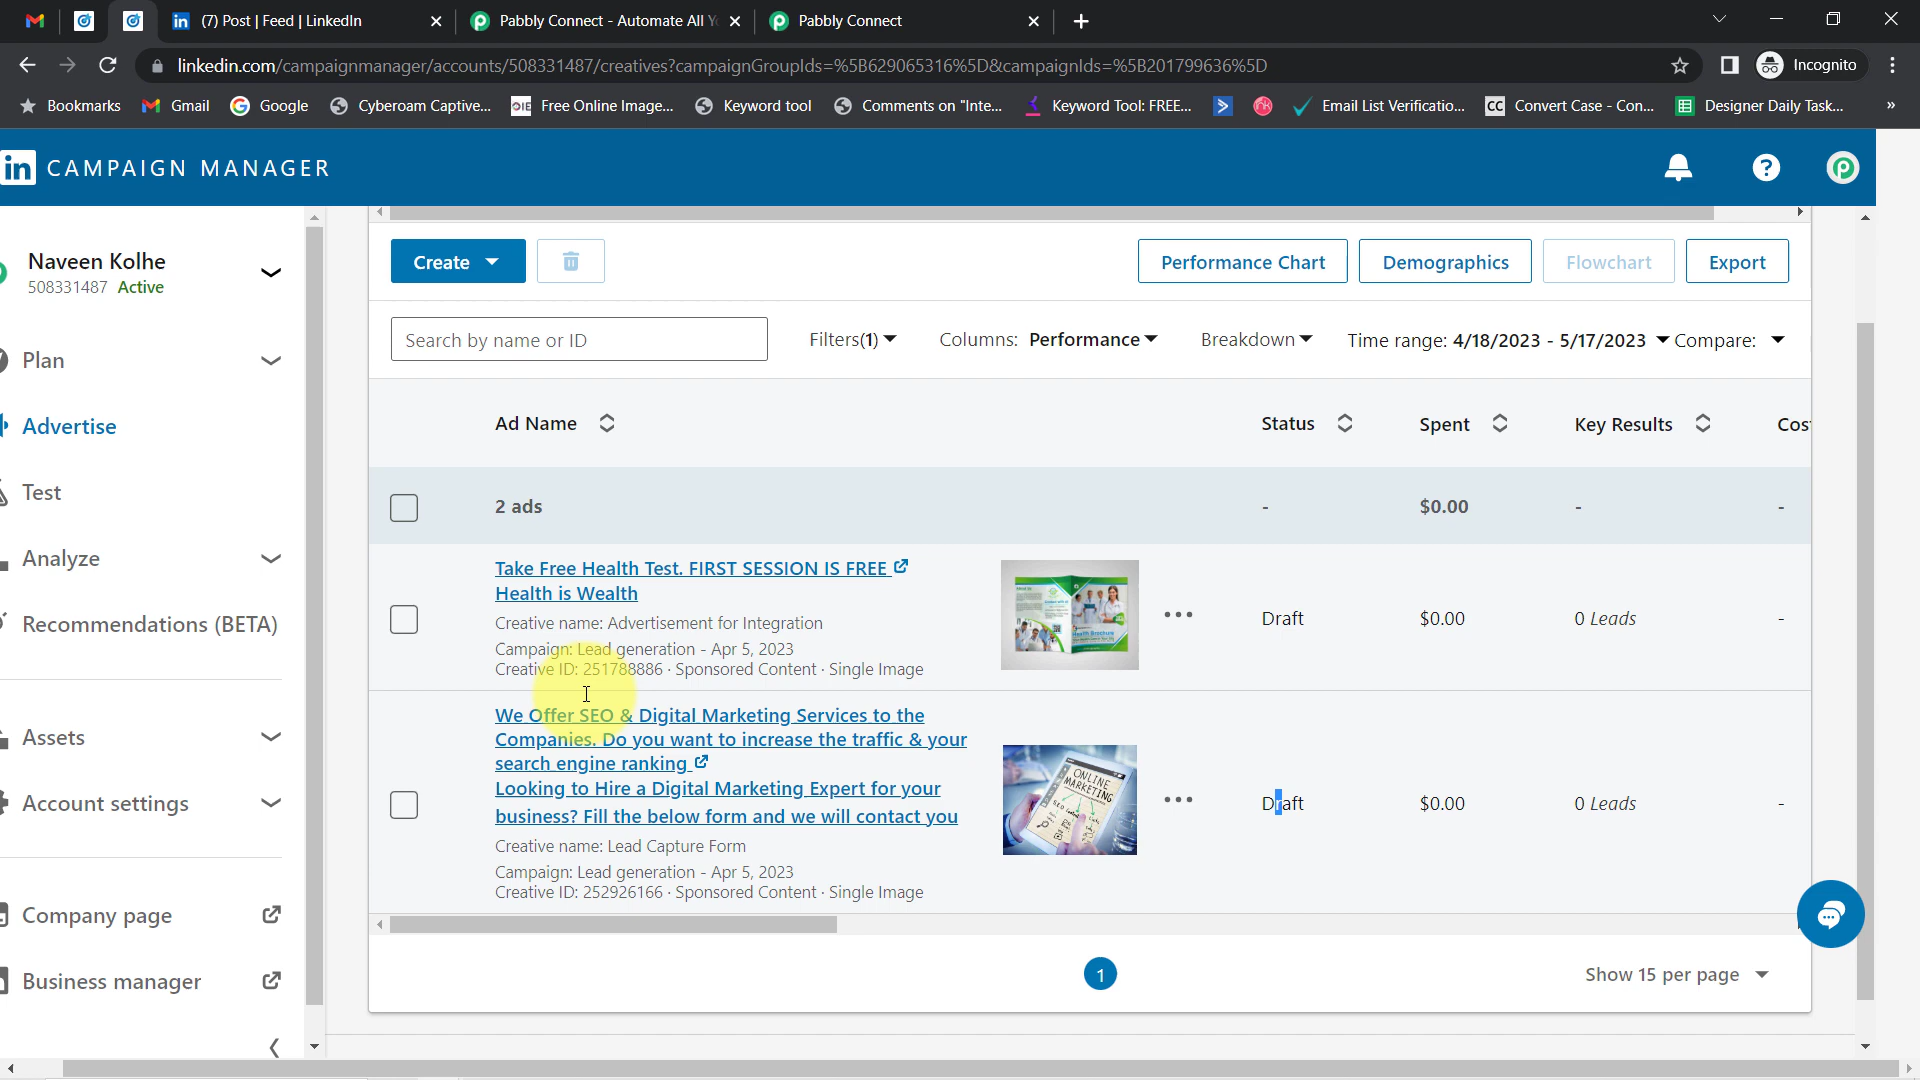 (7) Post | Feed | LinkedIn
Pabbly Connect - Automate All Y
Pabbly Connect
linkedin.com/campaignmanager/accounts/508331487/creatives?campaignGroupIds=%5B629065316%5D&campaignIds=%5B201799636%5D
Incognito
Bookmarks
Gmail
Google
Cyberoam Captive...
Free Online Image...
Keyword tool
Comments on "Inte...
Keyword Tool: FREE...
Email List Verificatio...
CC
Convert Case - Con...
Designer Daily Task...
»
in CAMPAIGN MANAGER
Naveen Kolhe
508331487 Active
Plan
Advertise
Test
Analyze
Recommendations (BETA)
Assets
Account settings
Company page
Business manager
Create
Performance Chart
Demographics
Flowchart
Export
Search by name or ID
Filters(1)
Columns: Performance
Breakdown
Time range: 4/18/2023 - 5/17/2023
Compare:
Ad Name
Status
Spent
Key Results
Cos
2 ads
-
$0.00
-
-
Take Free Health Test. FIRST SESSION IS FREE
Health is Wealth
Creative name: Advertisement for Integration
Campaign: Lead generation - Apr 5, 2023
Creative ID: 251788886 · Sponsored Content · Single Image
Draft
$0.00
0 Leads
-
We Offer SEO & Digital Marketing Services to the
Companies. Do you want to increase the traffic & your
search engine ranking
Looking to Hire a Digital Marketing Expert for your
business? Fill the below form and we will contact you
Creative name: Lead Capture Form
Campaign: Lead generation - Apr 5, 2023
Creative ID: 252926166 · Sponsored Content · Single Image
ONLINE
MARKETING
Draft
$0.00
0 Leads
-
1
Show 15 per page